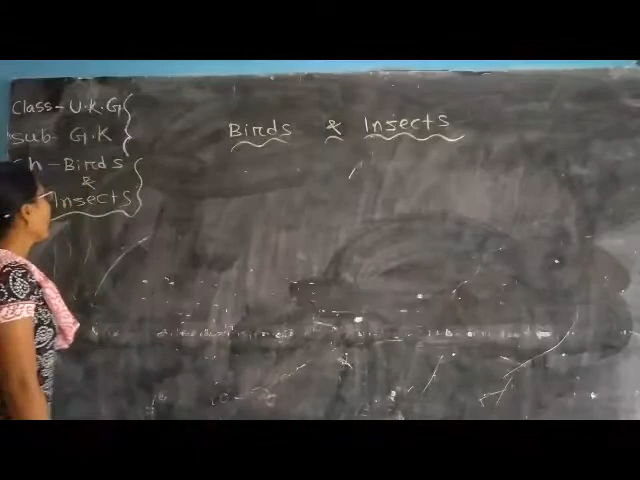 Class- U.K.G
Sub- G.K
Ch - Birds
&
Insects
Birds & Insects